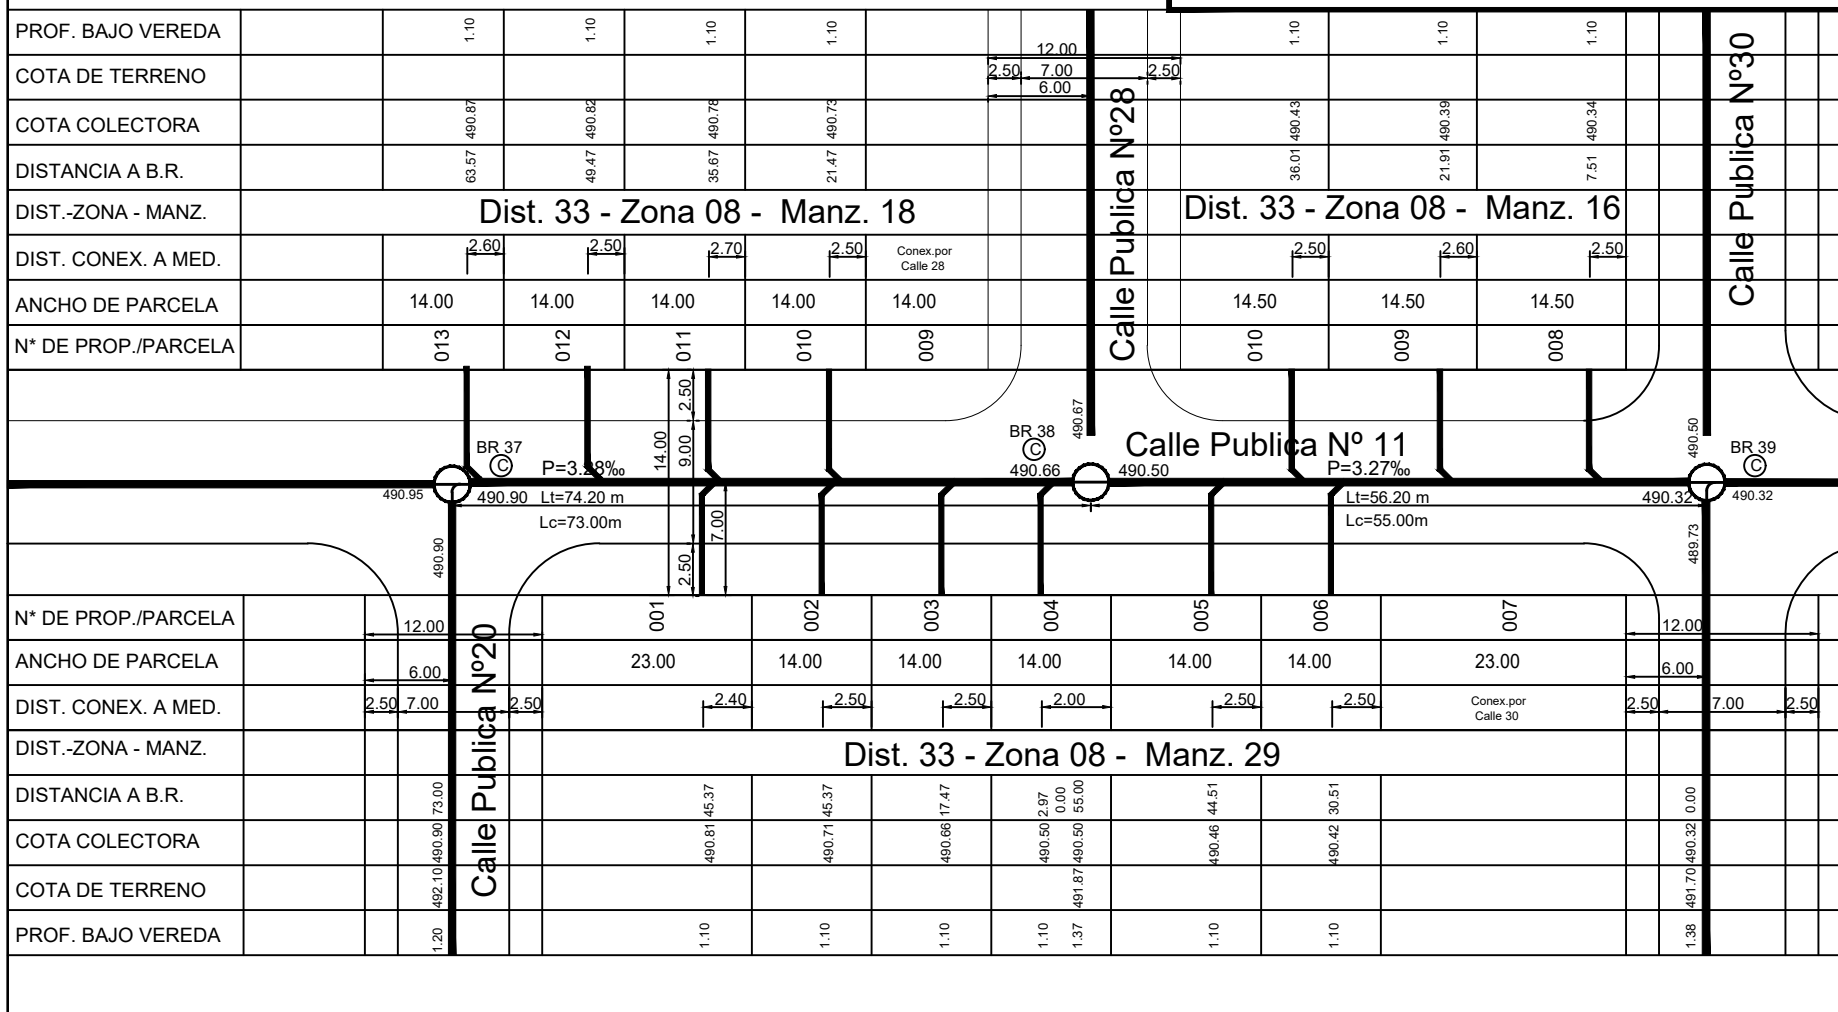 PROF. BAJO VEREDA 1.10 1.10 1.10 1.10 1.10 1.10 1.10
12.00
COTA DE TERRENO 2.50 7.00 2.50
6.00
COTA COLECTORA 490.87 490.82 490.78 490.73 490.43 490.39 490.34
DISTANCIA A B.R. 63.57 49.47 35.67 21.47 36.01 21.91 7.51
DIST.-ZONA - MANZ. Dist. 33 - Zona 08 - Manz. 18 Dist. 33 - Zona 08 - Manz. 16
Calle Publica Nº28
Calle Publica Nº30
DIST. CONEX. A MED. 2.60 2.50 2.70 2.50 Conex.por 2.50 2.60 2.50
Calle 28
ANCHO DE PARCELA 14.00 14.00 14.00 14.00 14.00 14.50 14.50 14.50
N* DE PROP./PARCELA 013 012 011 010 009 010 009 008
2.50
14.00
9.00
490.67
490.50
BR 37 BR 38 Calle Publica Nº 11 BR 39
C C C
P=3.28‰ 490.66 490.50 P=3.27‰
490.95 490.90 Lt=74.20 m Lt=56.20 m 490.32 490.32
Lc=73.00m Lc=55.00m
7.00
490.90
489.73
2.50
N* DE PROP./PARCELA 001 002 003 004 005 006 007
12.00 12.00
ANCHO DE PARCELA 23.00 14.00 14.00 14.00 14.00 14.00 23.00
6.00 6.00
Calle Publica Nº20
DIST. CONEX. A MED. 2.50 7.00 2.50 2.40 2.50 2.50 2.00 2.50 2.50 Conex.por 2.50 7.00 2.50
Calle 30
DIST.-ZONA - MANZ. Dist. 33 - Zona 08 - Manz. 29
DISTANCIA A B.R. 73.00 45.37 45.37 17.47 2.97 0.00 55.00 44.51 30.51 0.00
COTA COLECTORA 490.90 490.81 490.71 490.66 490.50 490.50 490.46 490.42 490.32
COTA DE TERRENO 492.10 491.87 491.70
PROF. BAJO VEREDA 1.20 1.10 1.10 1.10 1.10 1.37 1.10 1.10 1.38